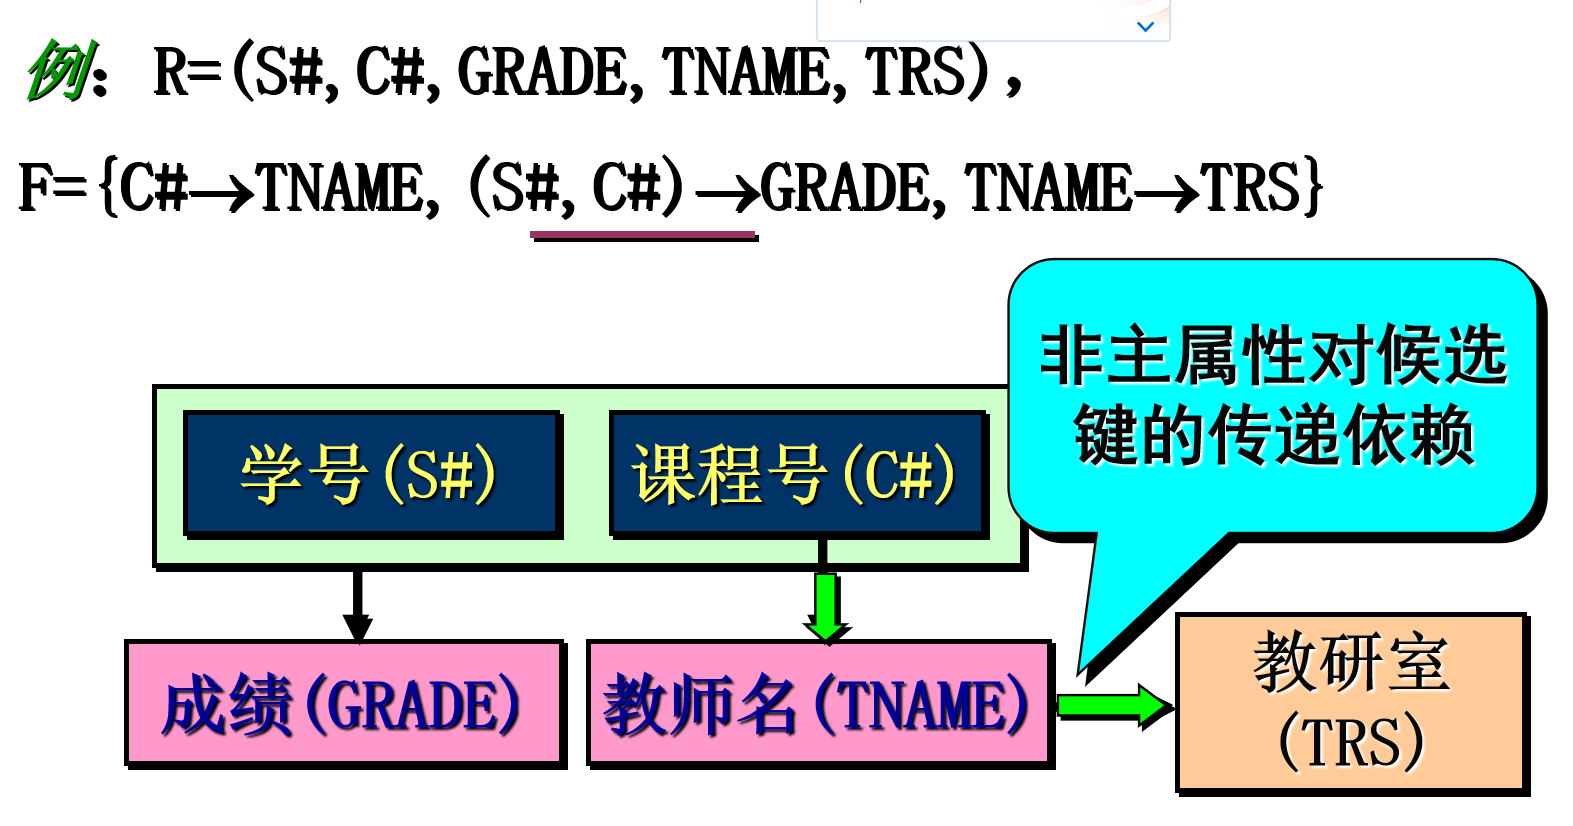 例：R=(S#,C#,GRADE,TNAME,TRS)，
F={C#→TNAME,(S#,C#)→GRADE,TNAME→TRS}
非主属性对候选
键的传递依赖
学号(S#)
课程号(C#)
成绩(GRADE)
教师名(TNAME)
教研室
(TRS)